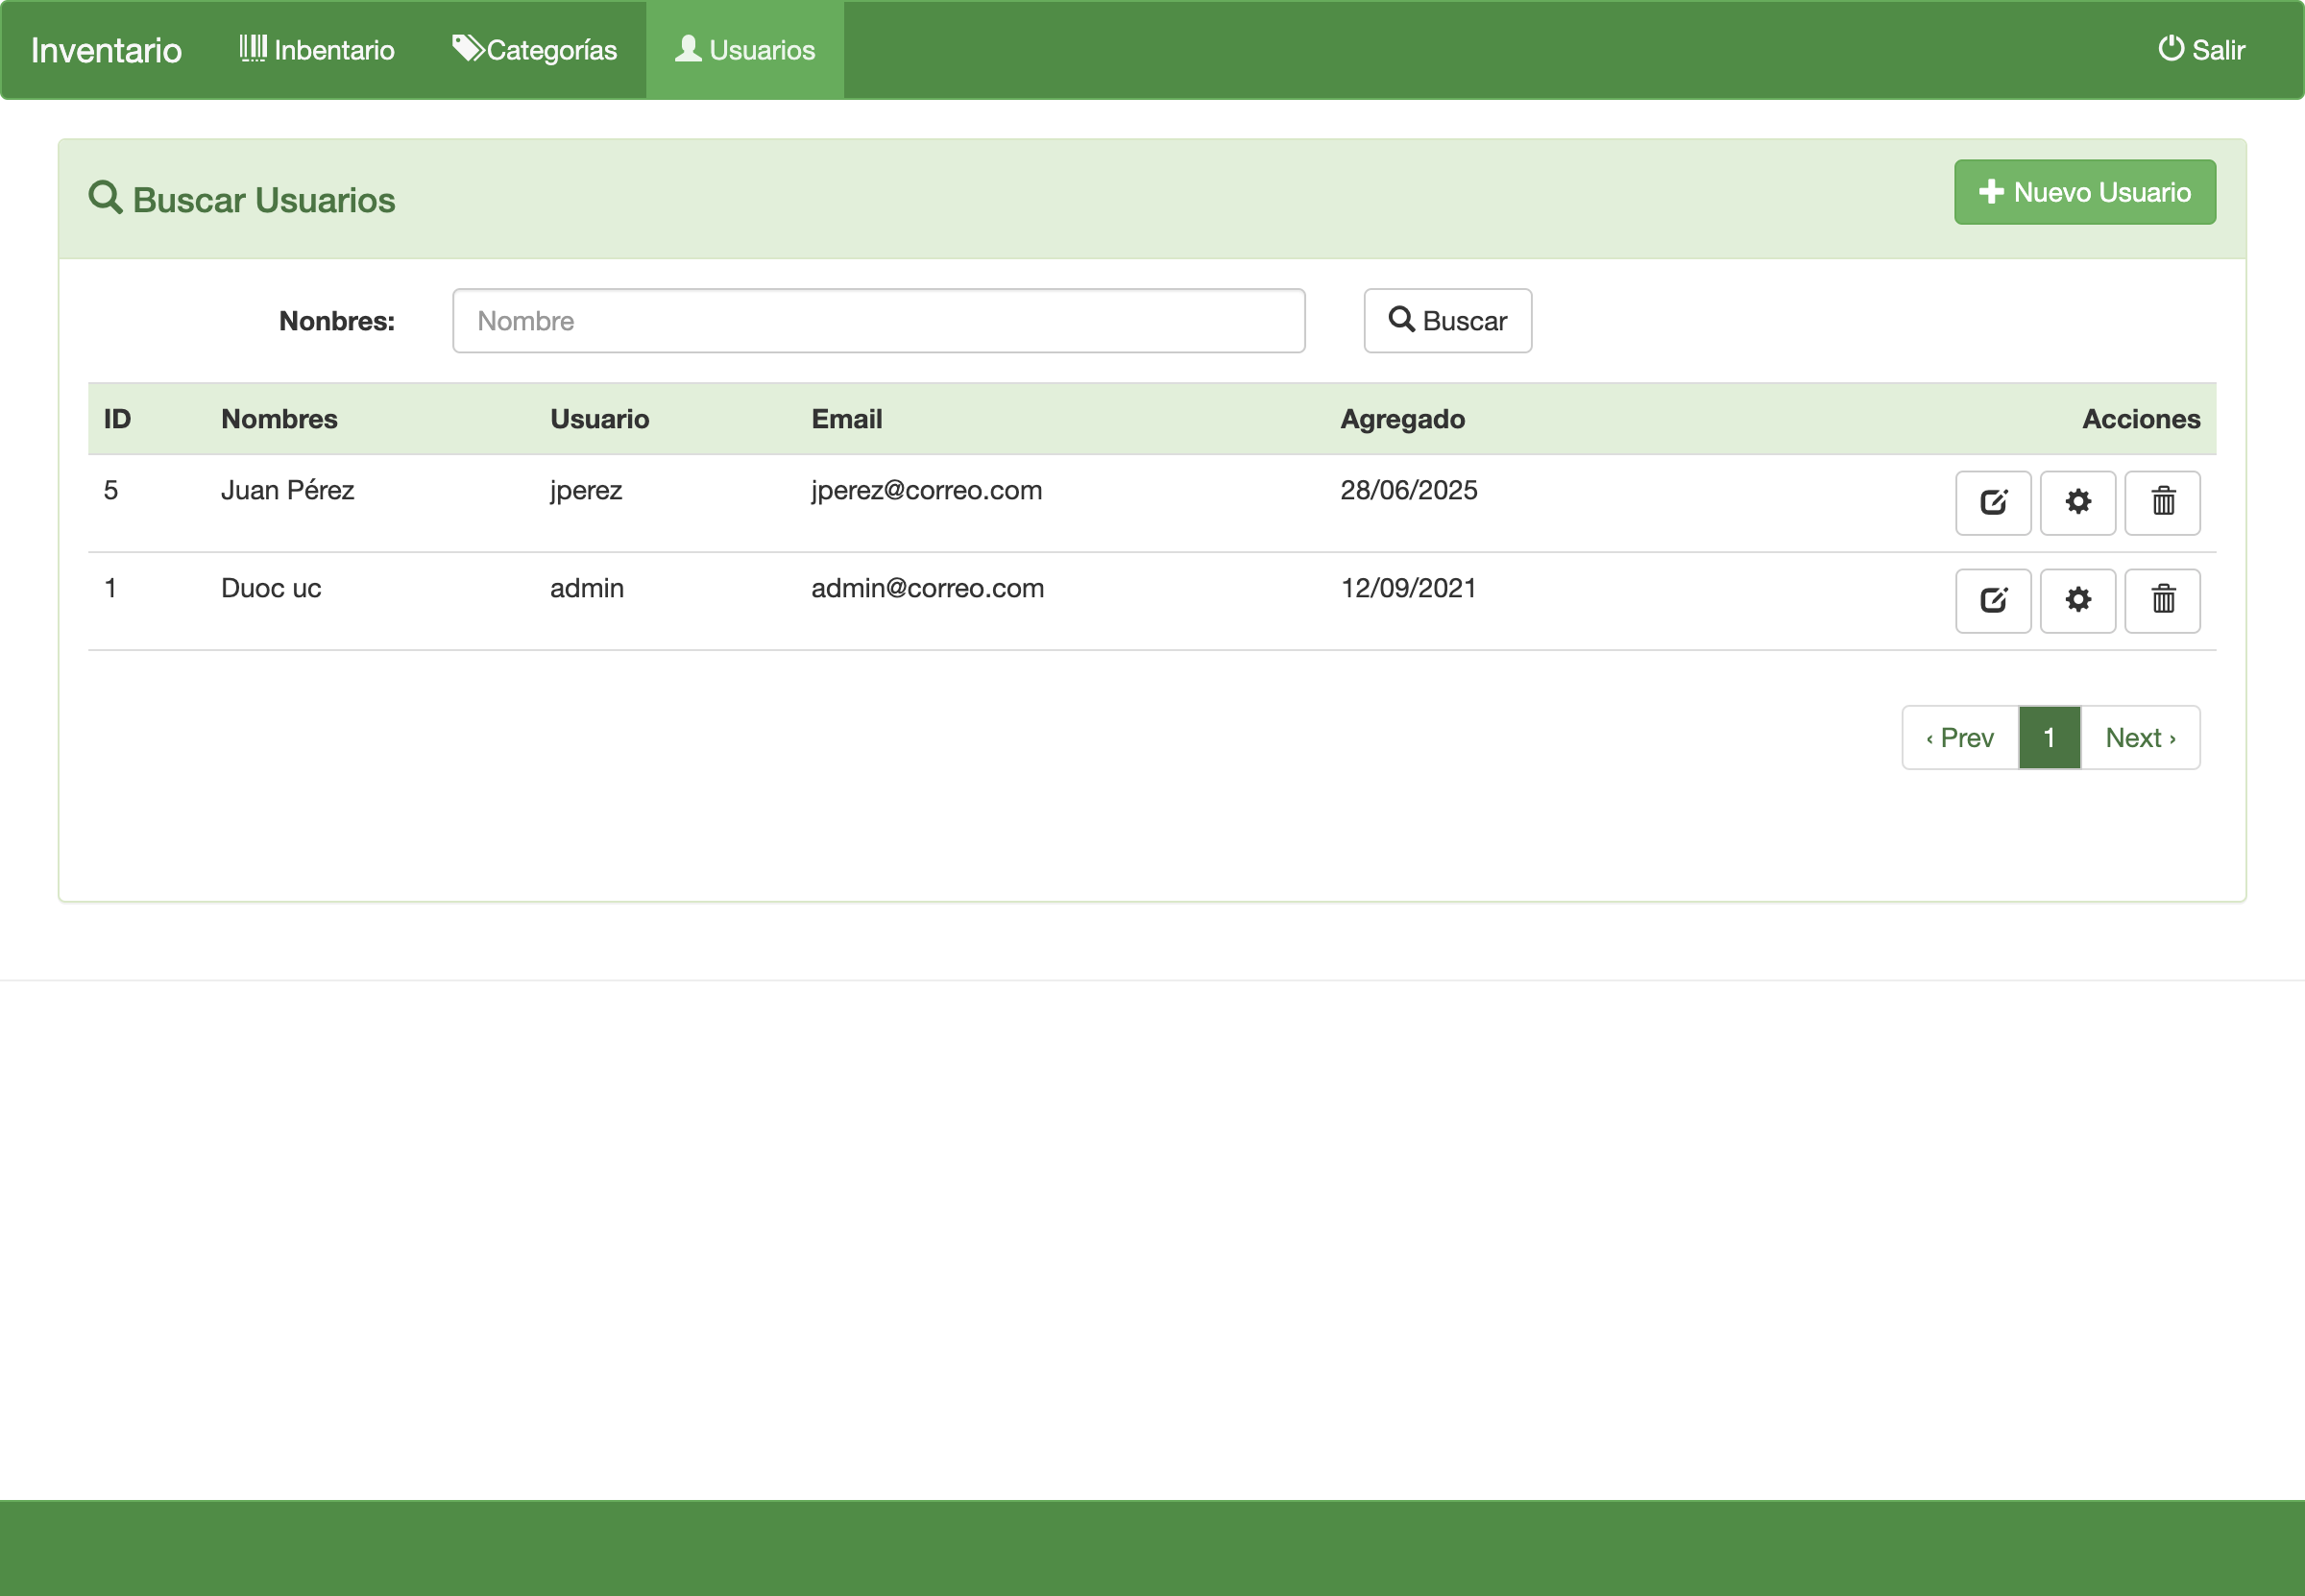 Inventario Inbentario Categorías Usuarios Salir
Buscar Usuarios Nuevo Usuario
Nonbres: Nombre Buscar
ID Nombres Usuario Email Agregado Acciones
5 Juan Pérez jperez jperez@correo.com 28/06/2025
1 Duoc uc admin admin@correo.com 12/09/2021
‹ Prev 1 Next ›